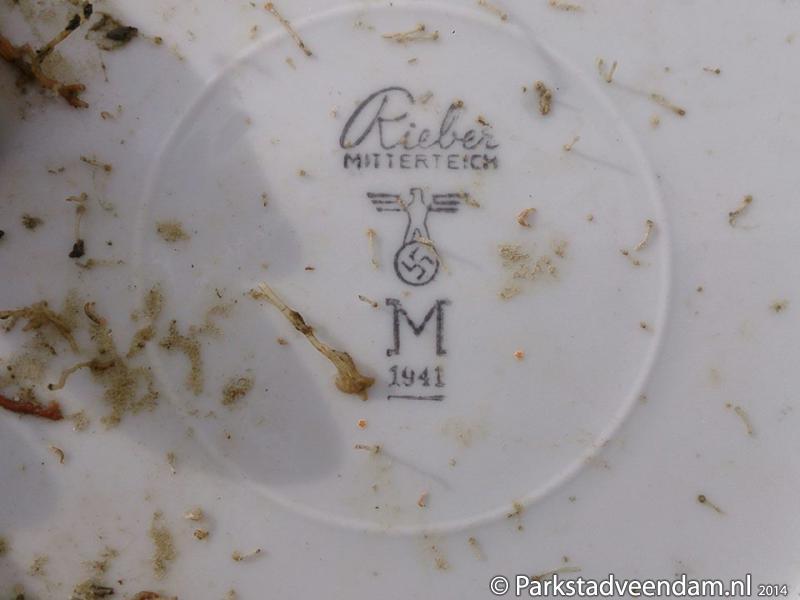 Rieber
MITTERTEICH
M
1941
© Parkstadveendam.nl 2014